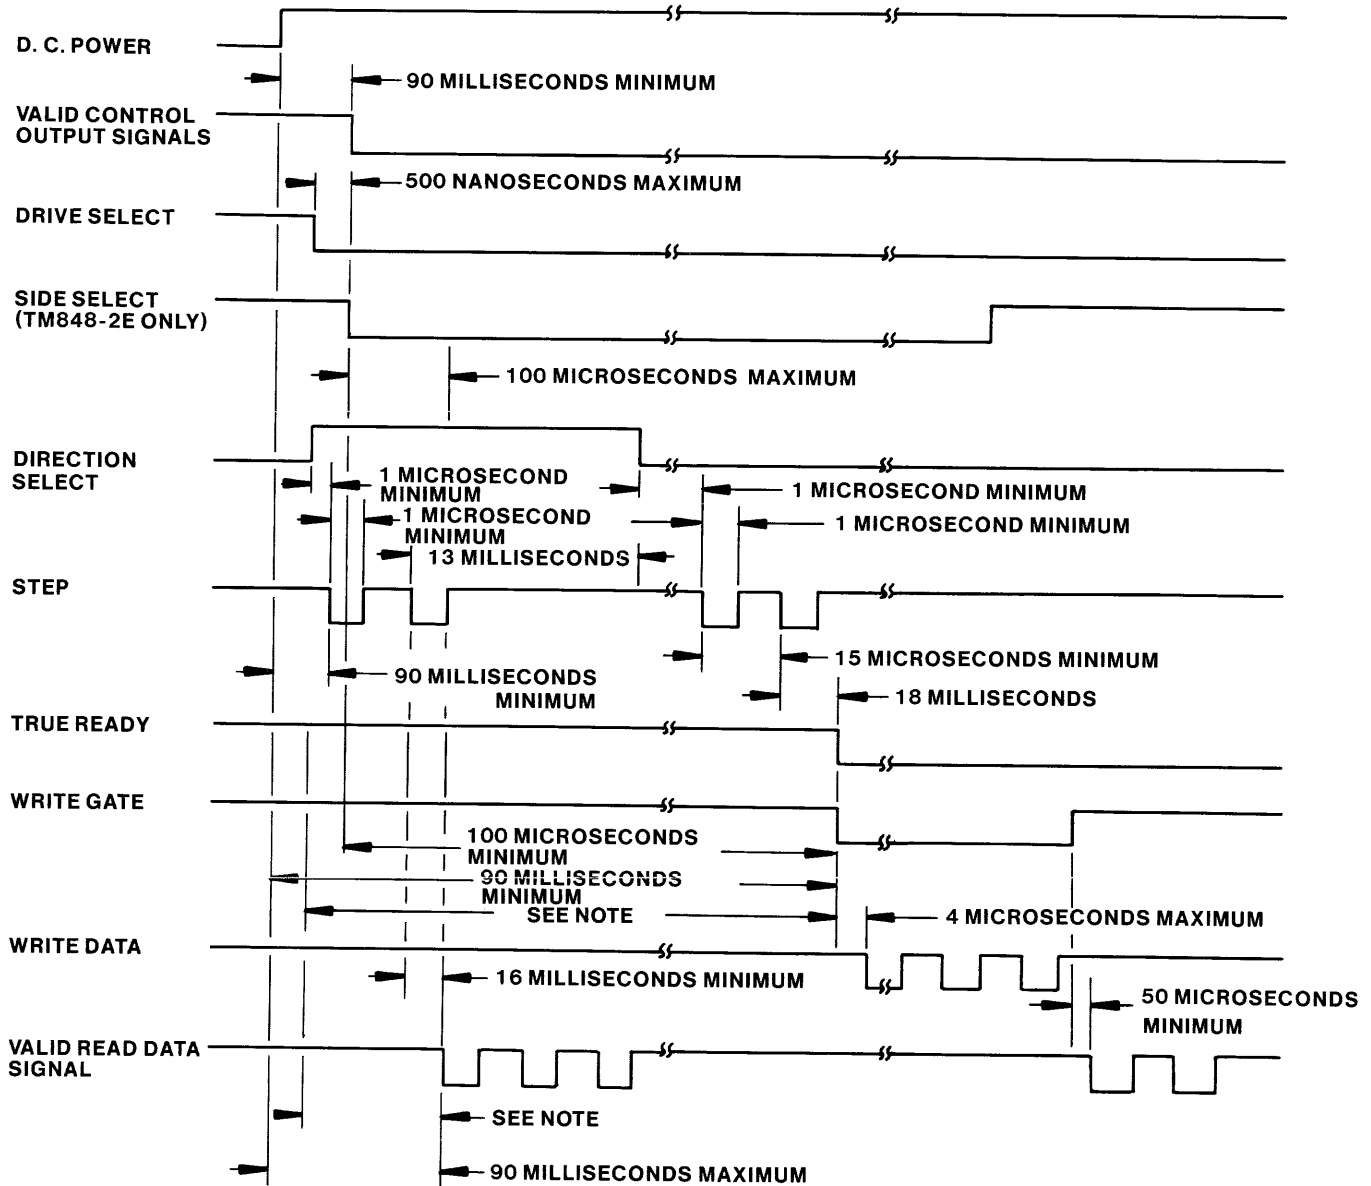 D. C. POWER
90 MILLISECONDS MINIMUM
VALID CONTROL
OUTPUT SIGNALS
500 NANOSECONDS MAXIMUM
DRIVE SELECT
SIDE SELECT
(TM848-2E ONLY)
100 MICROSECONDS MAXIMUM
DIRECTION
SELECT
1 MICROSECOND
MINIMUM
1 MICROSECOND MINIMUM
1 MICROSECOND
MINIMUM
1 MICROSECOND MINIMUM
13 MILLISECONDS
STEP
15 MICROSECONDS MINIMUM
90 MILLISECONDS
MINIMUM
18 MILLISECONDS
TRUE READY
WRITE GATE
100 MICROSECONDS
MINIMUM
90 MILLISECONDS
MINIMUM
SEE NOTE
4 MICROSECONDS MAXIMUM
WRITE DATA
16 MILLISECONDS MINIMUM
50 MICROSECONDS
MINIMUM
VALID READ DATA
SIGNAL
SEE NOTE
90 MILLISECONDS MAXIMUM